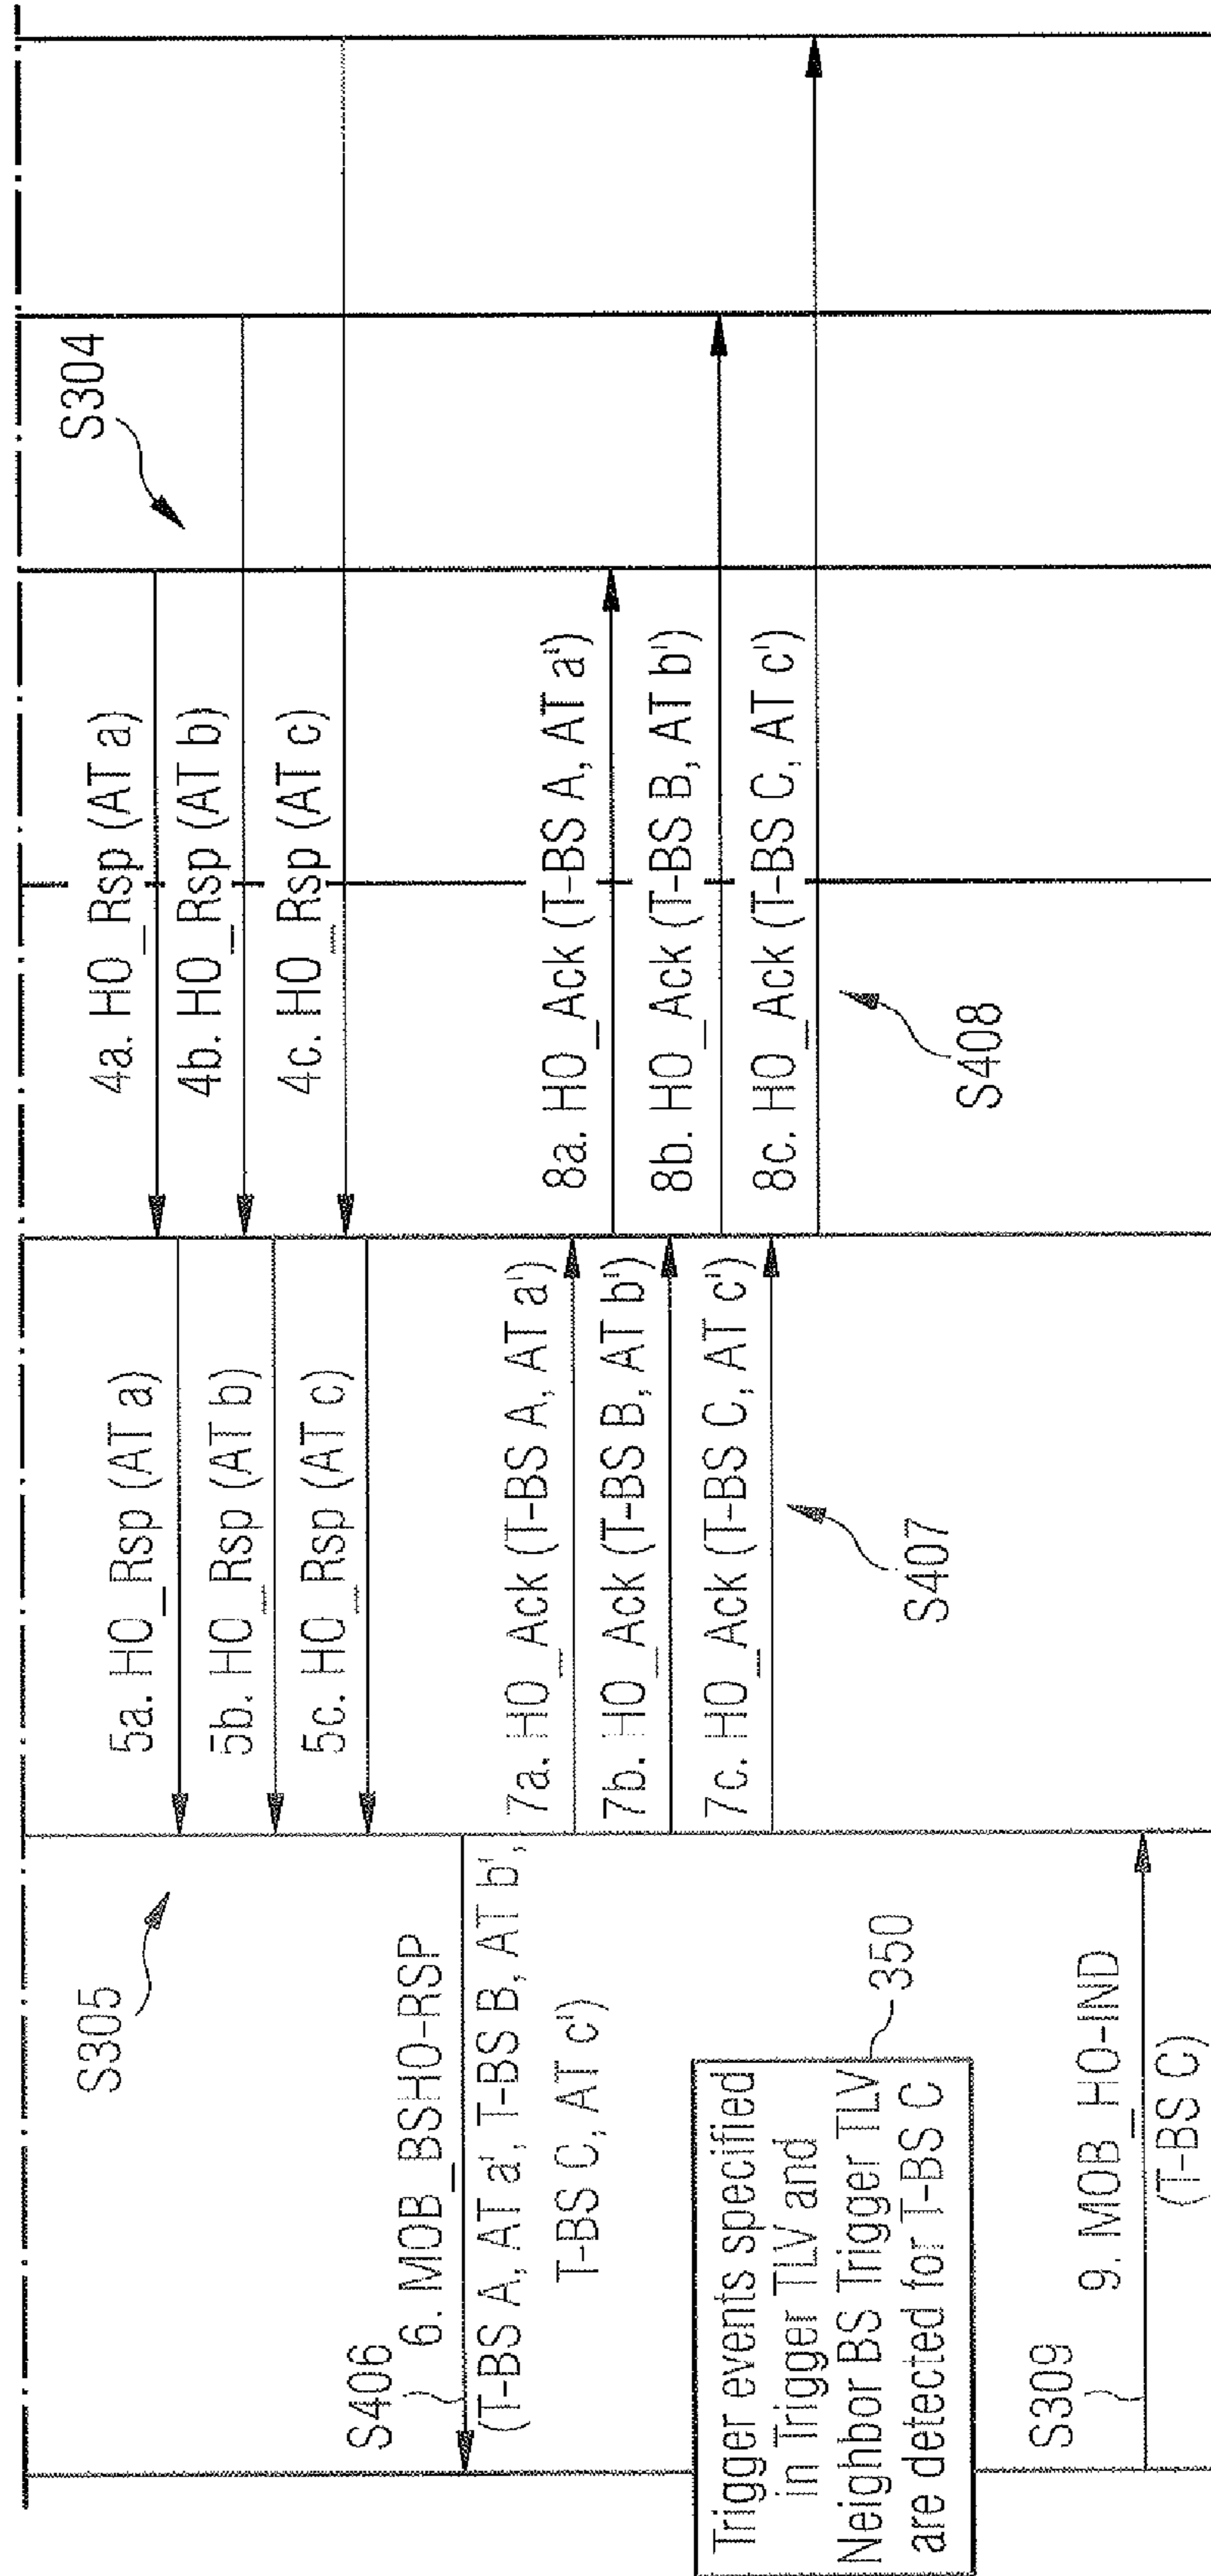 S304
4a. HO_Rsp (AT a)
4b. HO_Rsp (AT b)
4c. HO_Rsp (AT c)
S305
5a. HO_Rsp (AT a)
5b. HO_Rsp (AT b)
5c. HO_Rsp (AT c)
S406
6. MOB_BSHO-RSP
(T-BS A, AT a', T-BS B, AT b',
T-BS C, AT c')
7a. HO_Ack (T-BS A, AT a')
7b. HO_Ack (T-BS B, AT b')
7c. HO_Ack (T-BS C, AT c')
S407
8a. HO_Ack (T-BS A, AT a')
8b. HO_Ack (T-BS B, AT b')
8c. HO_Ack (T-BS C, AT c')
S408
Trigger events specified
in Trigger TLV and
Neighbor BS Trigger TLV
are detected for T-BS C
350
S309
9. MOB_HO-IND
(T-BS C)